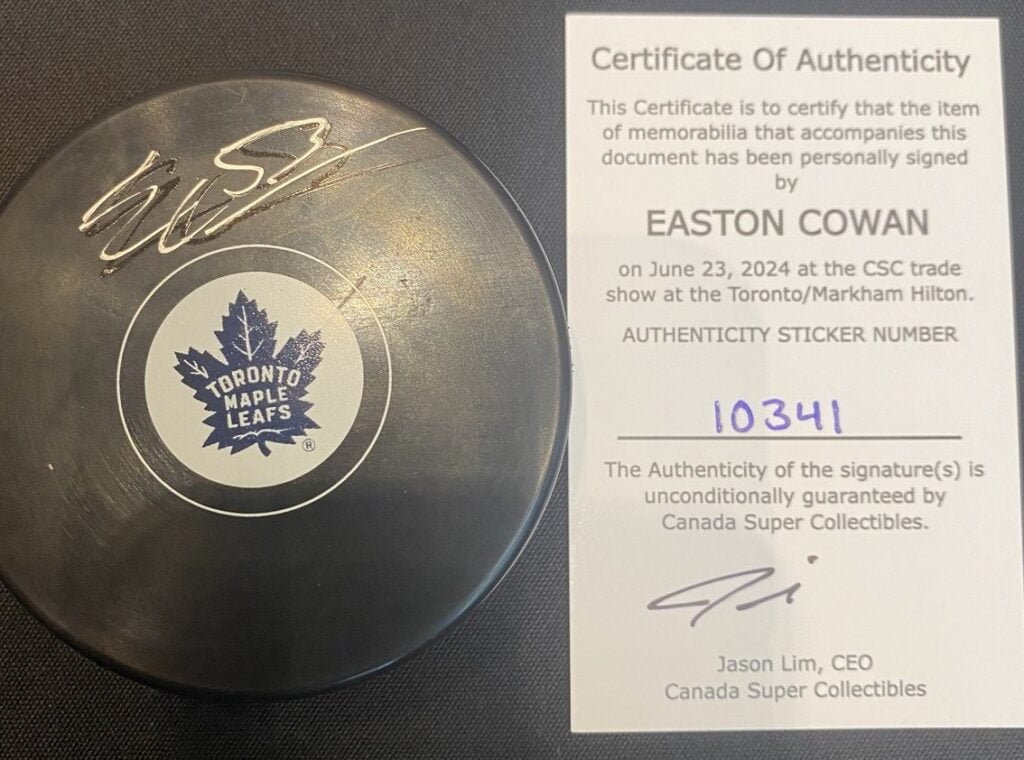 TORONTO
MAPLE
LEAFS
®
Certificate Of Authenticity
This Certificate is to certify that the item
of memorabilia that accompanies this
document has been personally signed
by
EASTON COWAN
on June 23, 2024 at the CSC trade
show at the Toronto/Markham Hilton.
AUTHENTICITY STICKER NUMBER
10341
The Authenticity of the signature(s) is
unconditionally guaranteed by
Canada Super Collectibles.
Jason Lim, CEO
Canada Super Collectibles